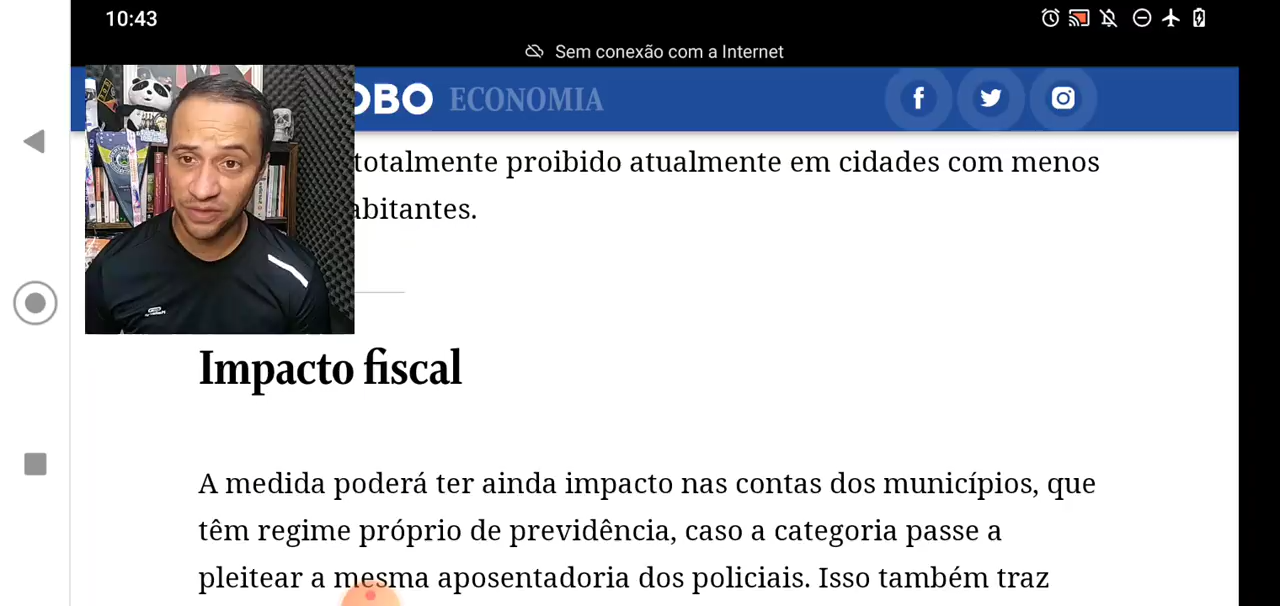 10:43
Sem conexão com a Internet
OBO ECONOMIA
totalmente proibido atualmente em cidades com menos
abitantes.
Impacto fiscal
A medida poderá ter ainda impacto nas contas dos municípios, que
têm regime próprio de previdência, caso a categoria passe a
pleitear a mesma aposentadoria dos policiais. Isso também traz